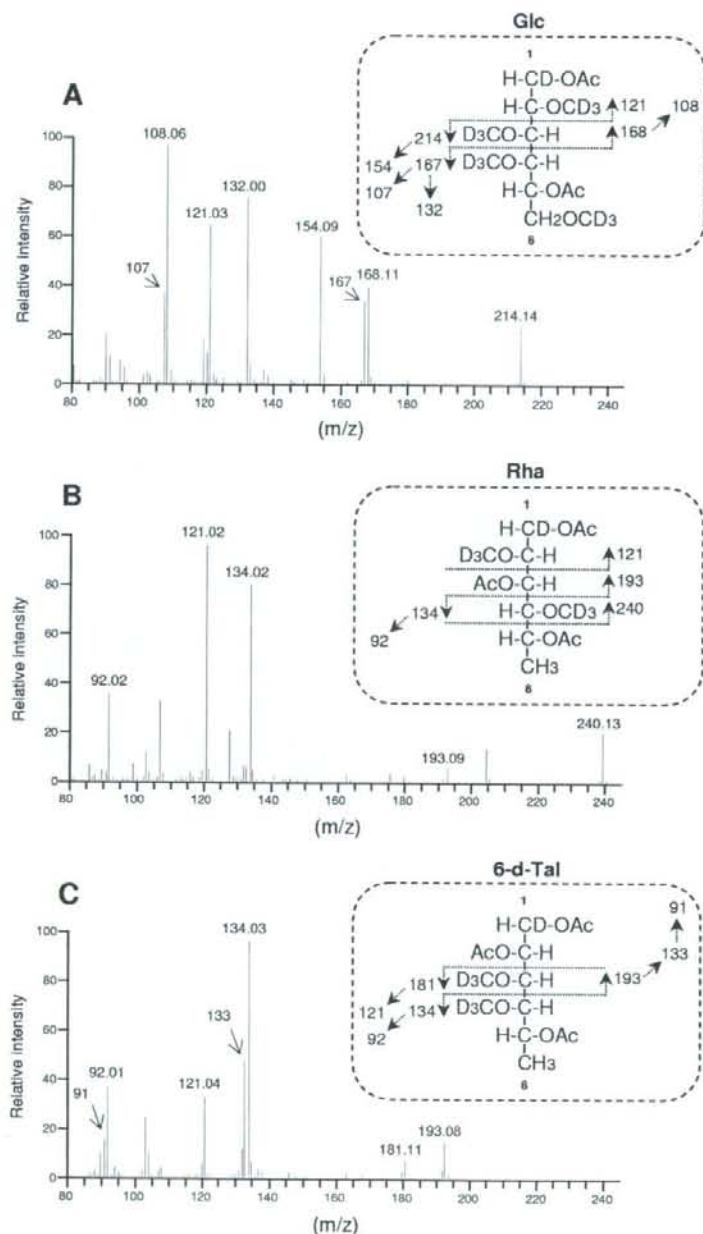 Glc
A
1
H-CD-OAc
H-C-OCD3
121
108
D3CO-C-H
214
168
154
167
D3CO-C-H
107
H-C-OAc
132
CH2OCD3
6
Relative Intensity
100
80
60
40
20
0
108.06
132.00
121.03
154.09
107
167
168.11
214.14
80 100 120 140 160 180 200 220 240
(m/z)
Rha
B
1
H-CD-OAc
D3CO-C-H
121
AcO-C-H
193
134
H-C-OCD3
240
92
H-C-OAc
CH3
6
Relative Intensity
100
80
60
40
20
0
121.02
134.02
92.02
193.09
240.13
80 100 120 140 160 180 200 220 240
(m/z)
6-d-Tal
C
1
91
H-CD-OAc
AcO-C-H
133
181
D3CO-C-H
193
121
134
D3CO-C-H
92
H-C-OAc
CH3
6
Relative Intensity
100
80
60
40
20
0
134.03
133
92.01
91
121.04
181.11
193.08
80 100 120 140 160 180 200 220 240
(m/z)